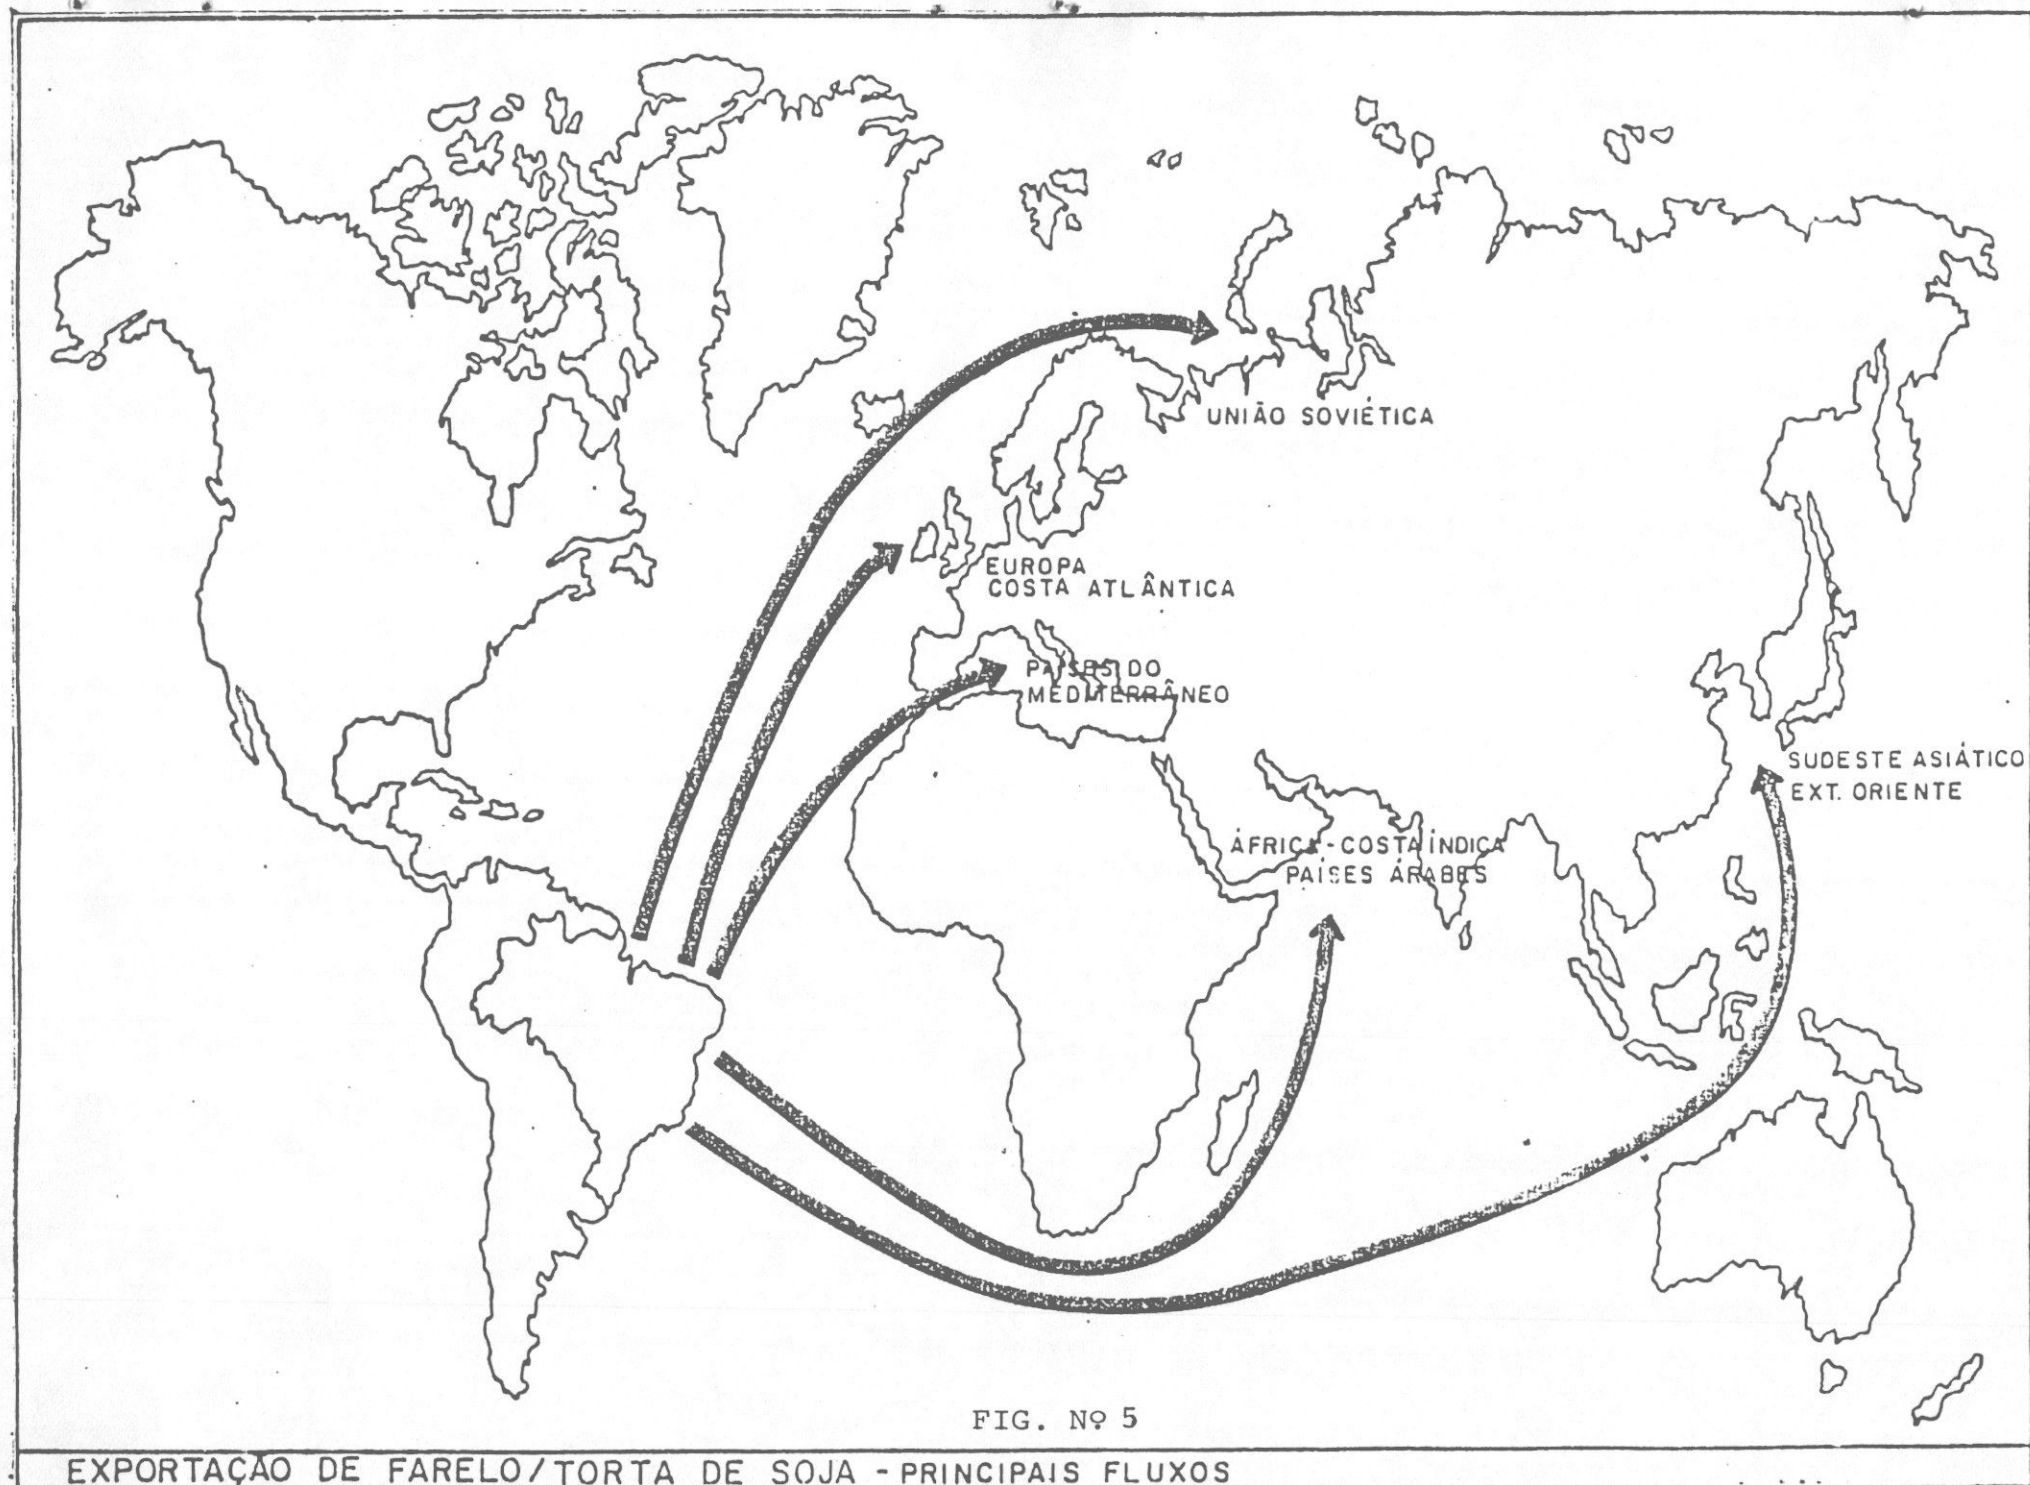 UNIÃO SOVIÉTICA
EUROPA
COSTA ATLÂNTICA
PAÍSES DO
MEDITERRÂNEO
SUDESTE ASIÁTICO
EXT. ORIENTE
ÁFRICA-COSTA ÍNDICA
PAÍSES ÁRABES
FIG. Nº 5
EXPORTAÇÃO DE FARELO/TORTA DE SOJA - PRINCIPAIS FLUXOS